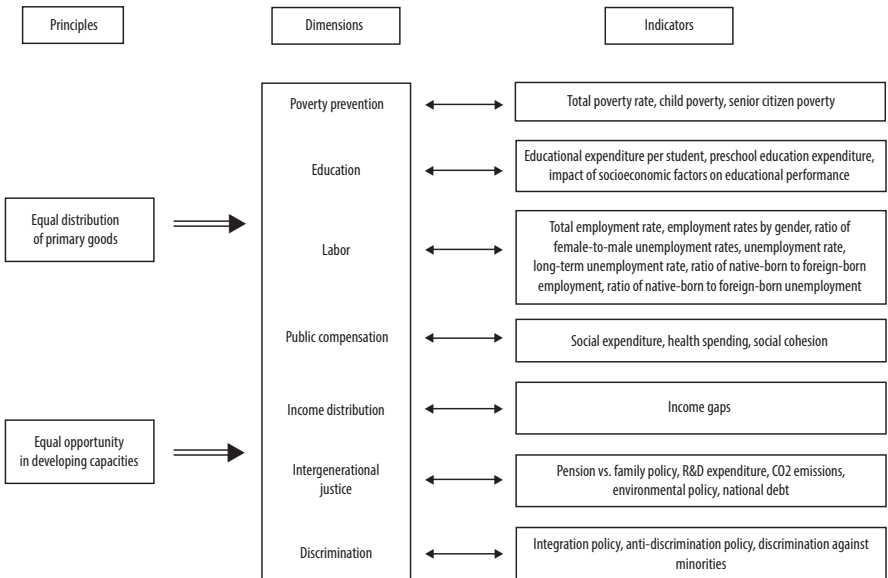 Principles
Dimensions
Indicators
Poverty prevention
Total poverty rate, child poverty, senior citizen poverty
Education
Educational expenditure per student, preschool education expenditure,
impact of socioeconomic factors on educational performance
Equal distribution
of primary goods
Labor
Total employment rate, employment rates by gender, ratio of
female-to-male unemployment rates, unemployment rate,
long-term unemployment rate, ratio of native-born to foreign-born
employment, ratio of native-born to foreign-born unemployment
Public compensation
Social expenditure, health spending, social cohesion
Income distribution
Income gaps
Equal opportunity
in developing capacities
Intergenerational
justice
Pension vs. family policy, R&D expenditure, CO2 emissions,
environmental policy, national debt
Discrimination
Integration policy, anti-discrimination policy, discrimination against
minorities